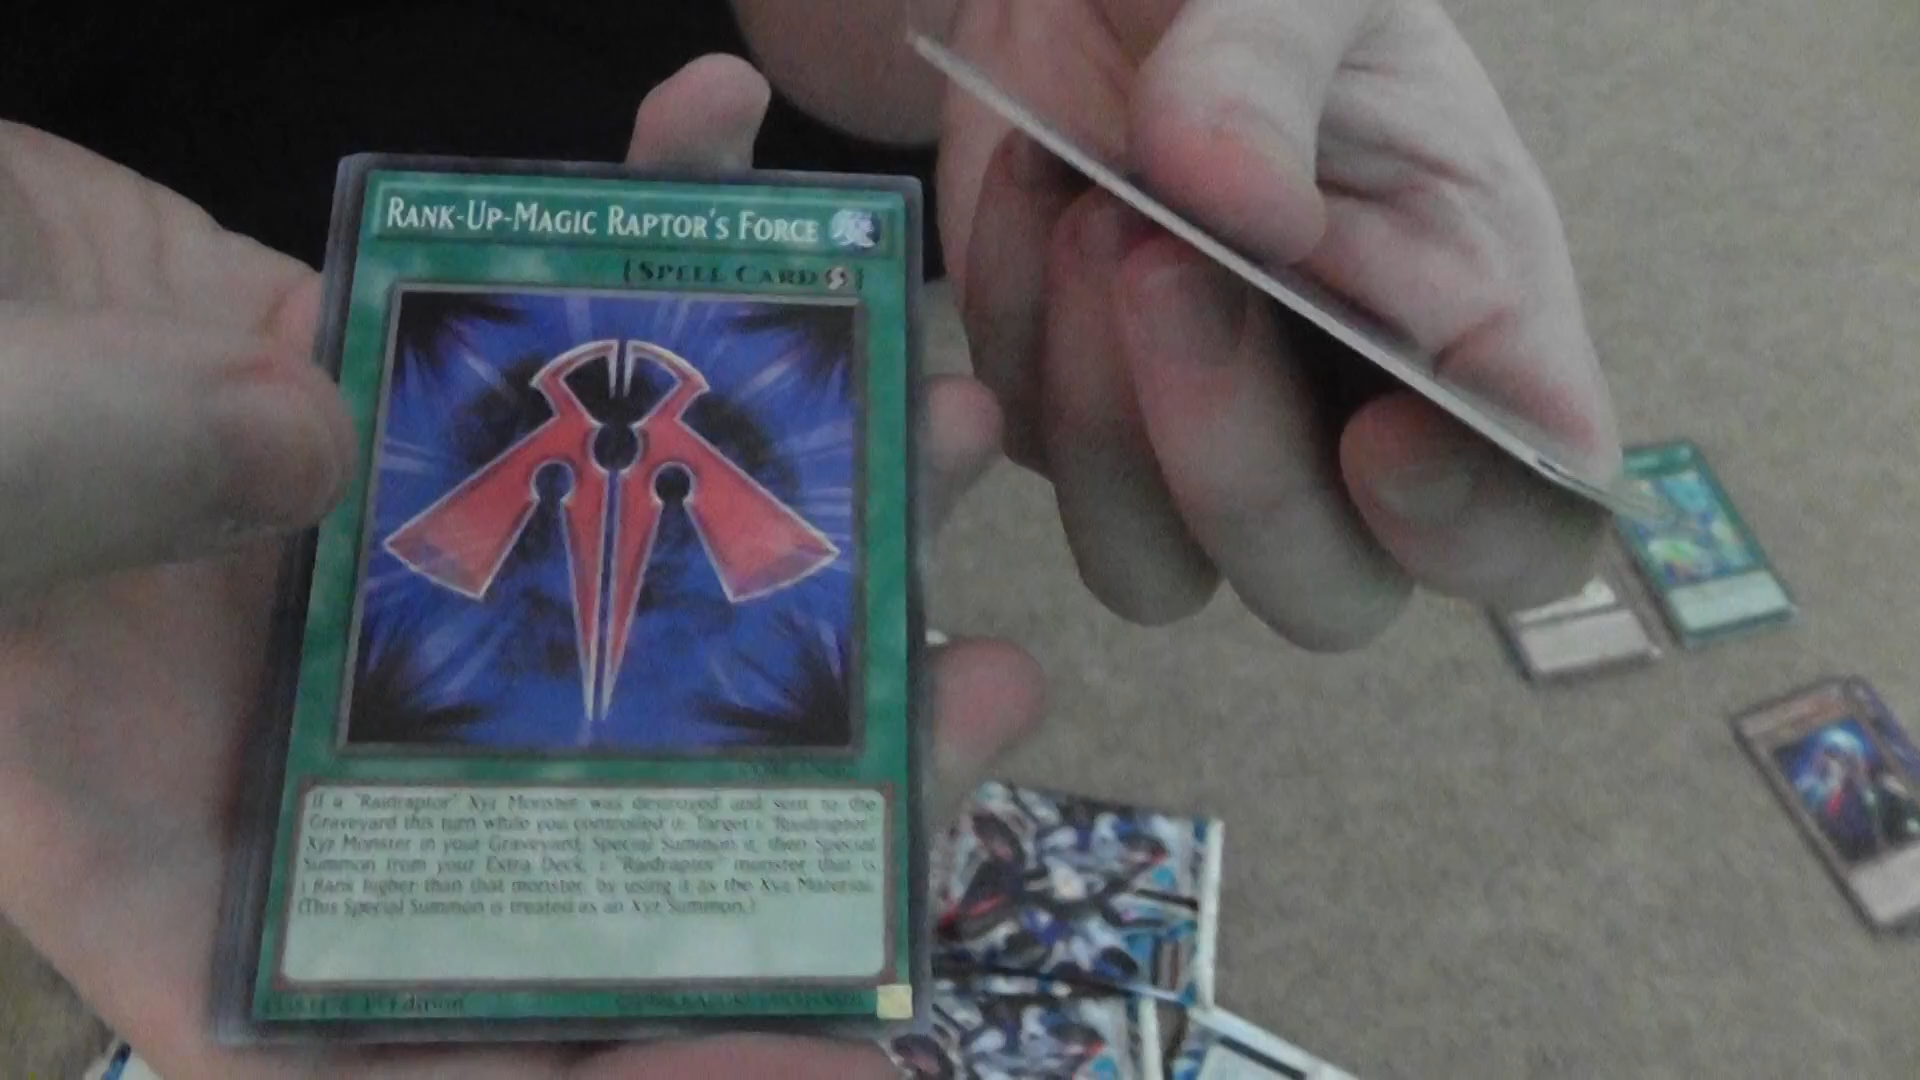 RANK-UP-MAGIC RAPTOR'S FORCE
[SPELL CARD]
If a "Raidraptor" Xyz Monster was destroyed and sent to the
Graveyard this turn while you controlled it: Target 1 "Raidraptor"
Xyz Monster in your Graveyard; Special Summon it, then Special
Summon from your Extra Deck, 1 "Raidraptor" monster that is
1 Rank higher than that monster, by using it as the Xyz Material.
(This Special Summon is treated as an Xyz Summon.)
1st Edition